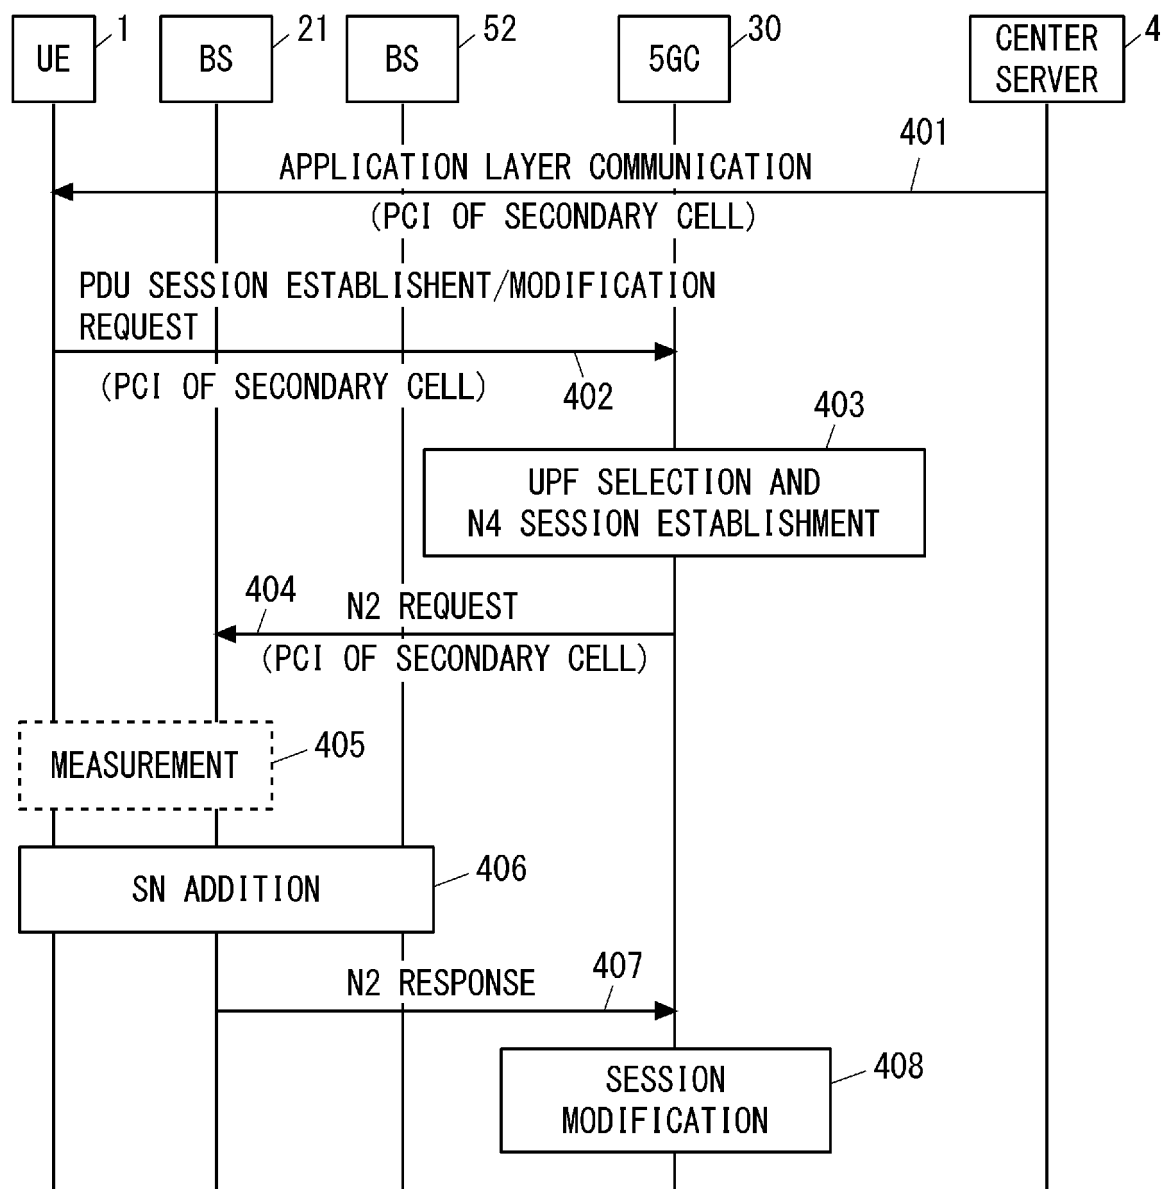 UE 1
BS 21
BS 52
5GC 30
CENTER
SERVER 4
401
APPLICATION LAYER COMMUNICATION
(PCI OF SECONDARY CELL)
PDU SESSION ESTABLISHENT/MODIFICATION
REQUEST
(PCI OF SECONDARY CELL)
402
403
UPF SELECTION AND
N4 SESSION ESTABLISHMENT
404
N2 REQUEST
(PCI OF SECONDARY CELL)
MEASUREMENT 405
SN ADDITION 406
N2 RESPONSE 407
SESSION
MODIFICATION
408